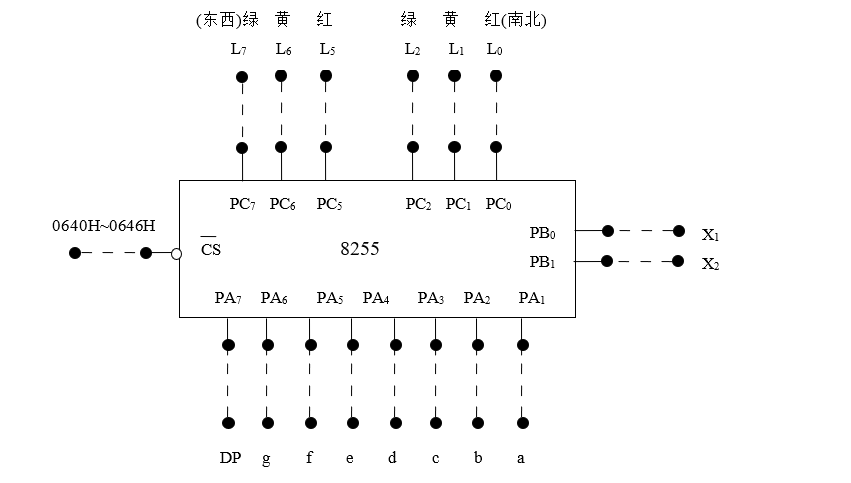 (东西)绿 黄 红 绿 黄 红(南北)
L7 L6 L5 L2 L1 L0
PC7 PC6 PC5 PC2 PC1 PC0
0640H~0646H
CS 8255 PB0 X1
PB1 X2
PA7 PA6 PA5 PA4 PA3 PA2 PA1
DP g f e d c b a